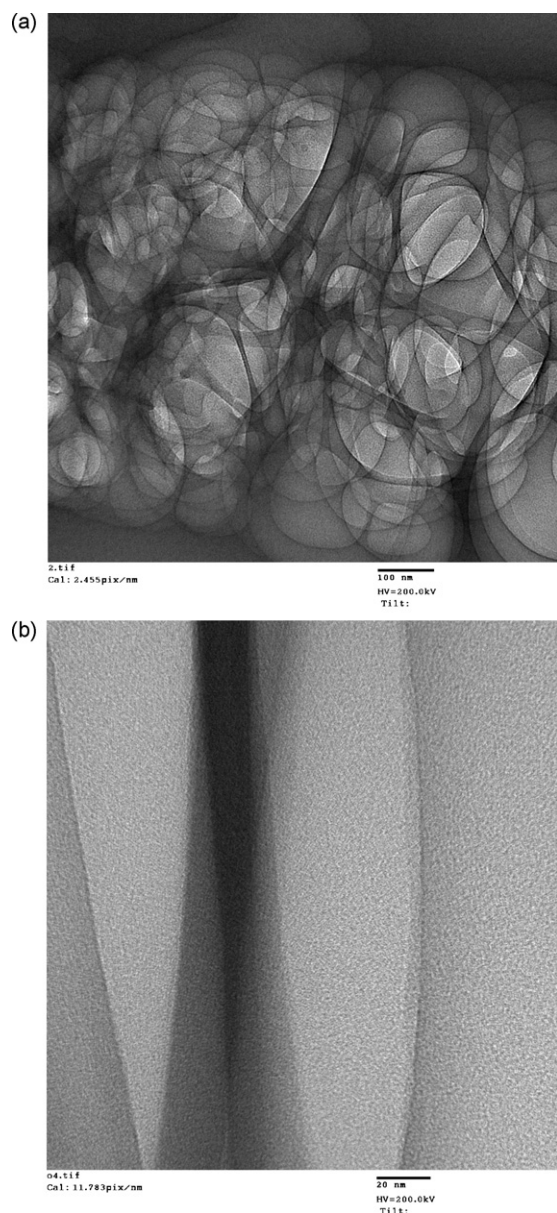 (a)
2.tif
Cal: 2.455pix/nm
100 nm
HV=200.0kV
Tilt:
(b)
o4.tif
Cal: 11.783pix/nm
20 nm
HV=200.0kV
Tilt: